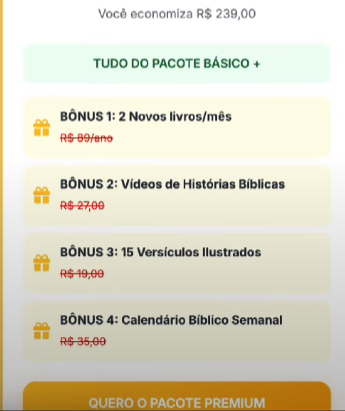 Você economiza R$ 239,00
TUDO DO PACOTE BÁSICO +
BÔNUS 1: 2 Novos livros/mês
R$ 89/ano
BÔNUS 2: Vídeos de Histórias Bíblicas
R$ 27,00
BÔNUS 3: 15 Versículos Ilustrados
R$ 19,00
BÔNUS 4: Calendário Bíblico Semanal
R$ 35,00
QUERO O PACOTE PREMIUM